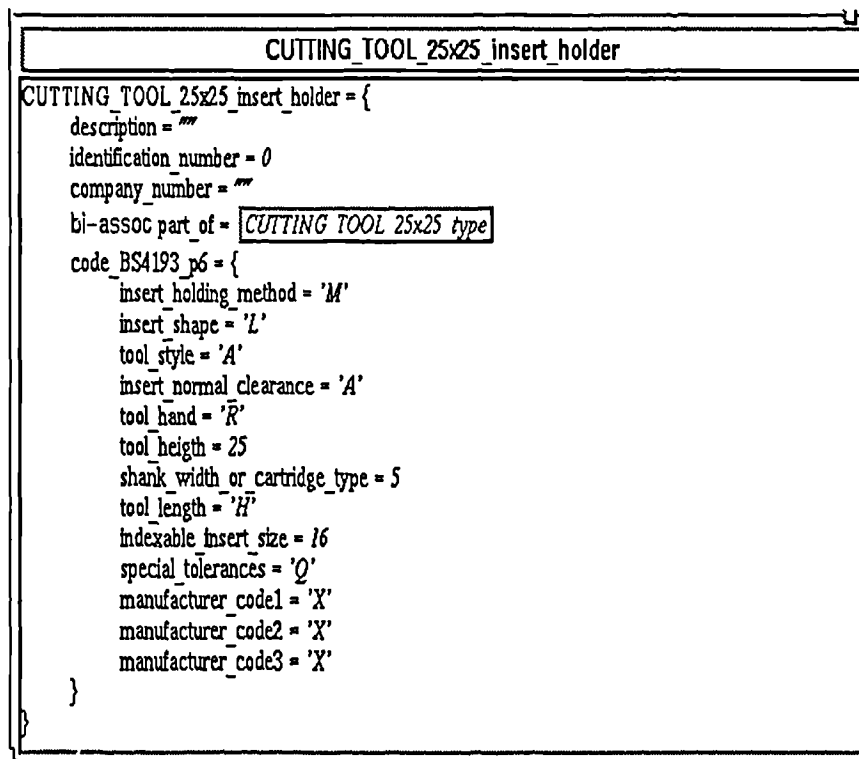 CUTTING_TOOL_25x25_insert_holder
CUTTING_TOOL_25x25_insert_holder = {
description = ""
identification_number = 0
company_number = ""
bi-assoc part_of = CUTTING TOOL 25x25 type
code_BS4193_p6 = {
insert_holding_method = 'M'
insert_shape = 'L'
tool_style = 'A'
insert_normal_clearance = 'A'
tool_hand = 'R'
tool_heigth = 25
shank_width_or_cartridge_type = 5
tool_length = 'H'
indexable_insert_size = 16
special_tolerances = 'Q'
manufacturer_code1 = 'X'
manufacturer_code2 = 'X'
manufacturer_code3 = 'X'
}
}